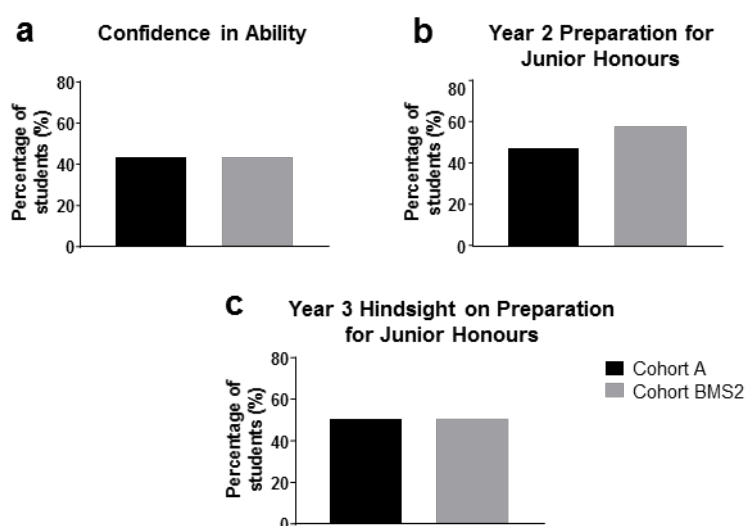 a
Confidence in Ability
Percentage of
students (%)
80
60
40
20
0
b
Year 2 Preparation for
Junior Honours
Percentage of
students (%)
80
60
40
20
0
c
Year 3 Hindsight on Preparation
for Junior Honours
Percentage of
students (%)
80
60
40
20
0
Cohort A
Cohort BMS2